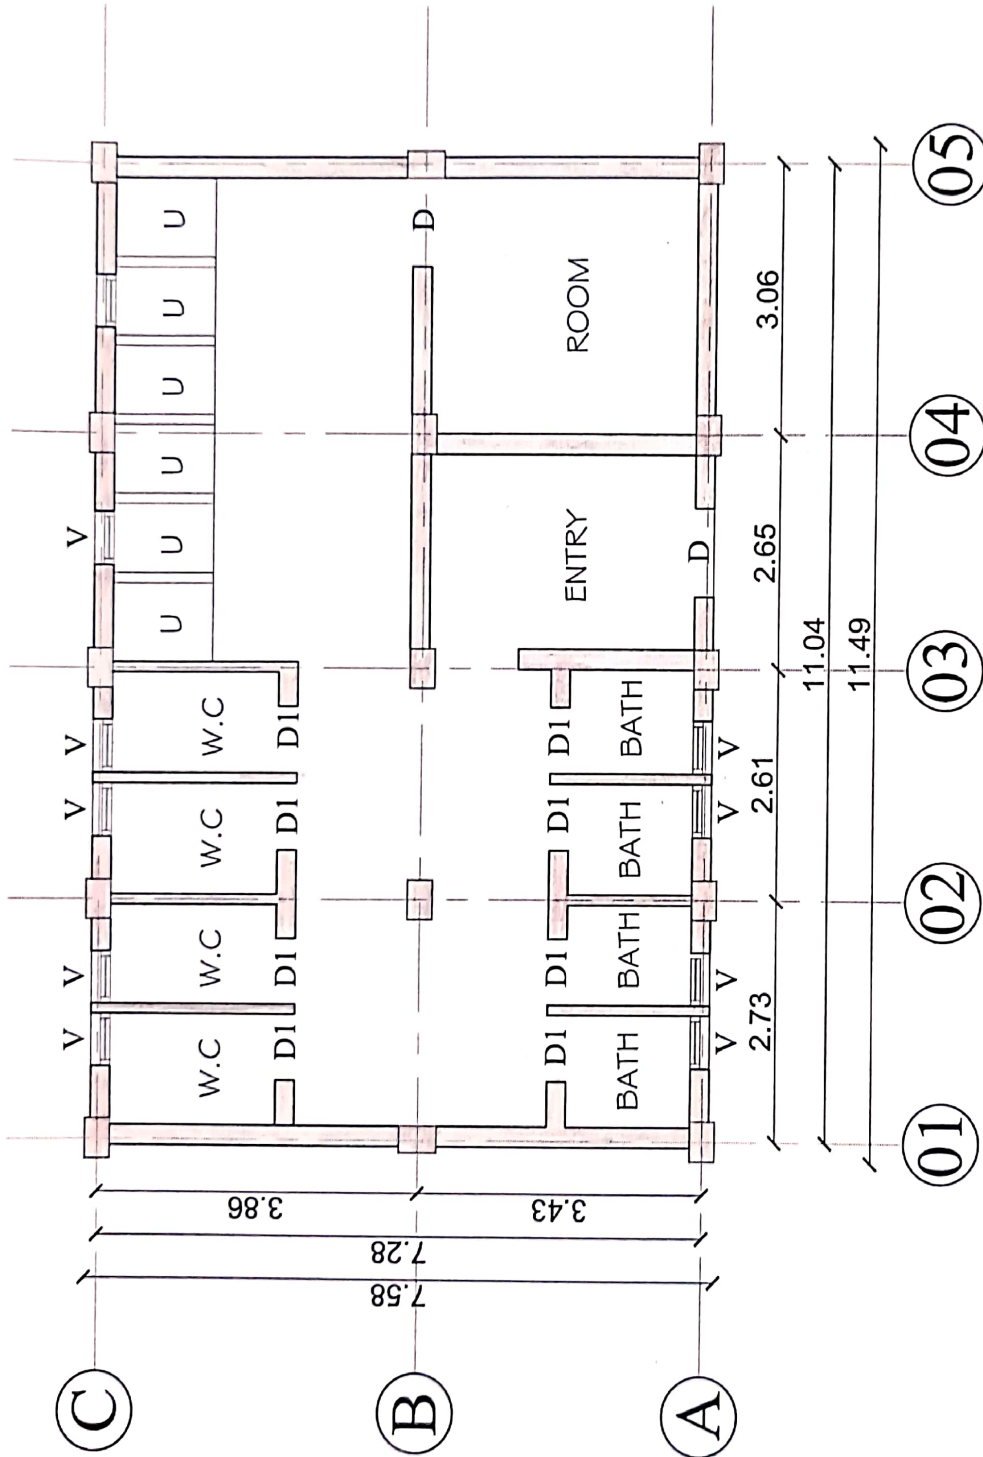 V V V V V
C
U U U U U U
W.C W.C W.C W.C
D1 D1 D1 D1
3.86
7.28
7.58
B
D
D1 D1 D1 D1
ENTRY ROOM
3.43
BATH BATH BATH BATH
A
D
V V V V
2.73 2.61 2.65 3.06
11.04
11.49
01 02 03 04 05